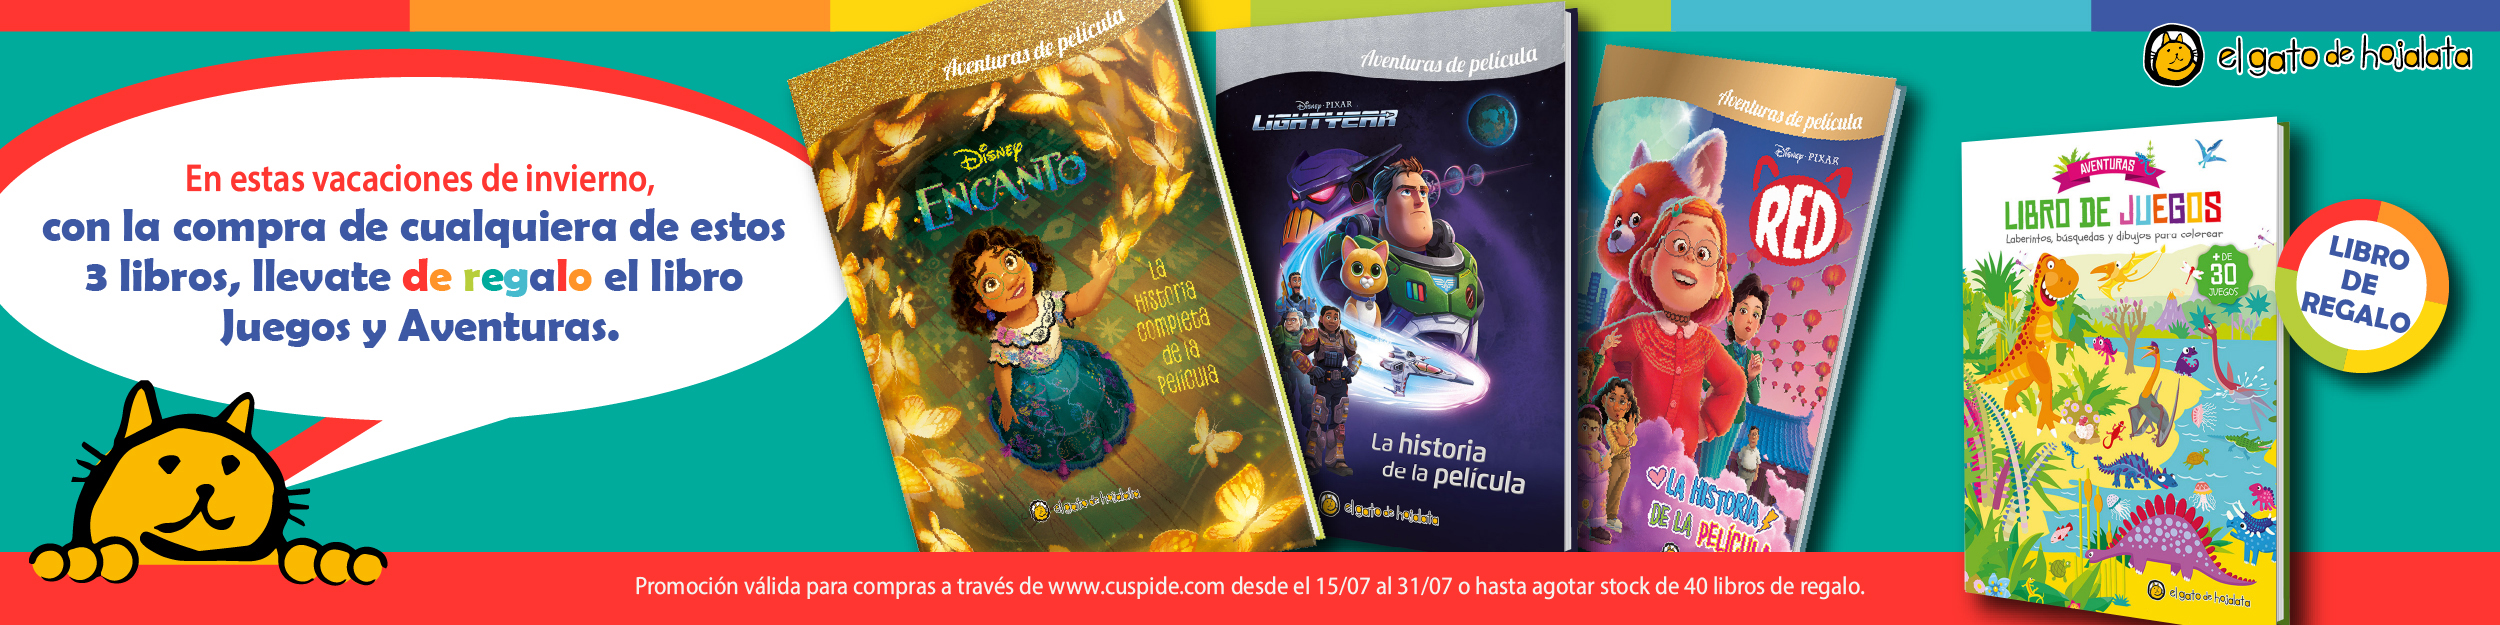 En estas vacaciones de invierno,
con la compra de cualquiera de estos
3 libros, llevate de regalo el libro
Juegos y Aventuras.
Aventuras de película
Disney
ENCANTO
La
Historia
completa
de la
película
el gato de hojalata
Aventuras de película
Disney · PIXAR
LIGHTYEAR
La historia
de la película
el gato de hojalata
Aventuras de película
Disney · PIXAR
RED
LA HISTORIA
DE LA PELÍCULA
el gato de hojalata
AVENTURAS
LIBRO DE JUEGOS
Laberintos, búsquedas y dibujos para colorear
+ DE
30
JUEGOS
el gato de hojalata
LIBRO
DE
REGALO
Promoción válida para compras a través de www.cuspide.com desde el 15/07 al 31/07 o hasta agotar stock de 40 libros de regalo.